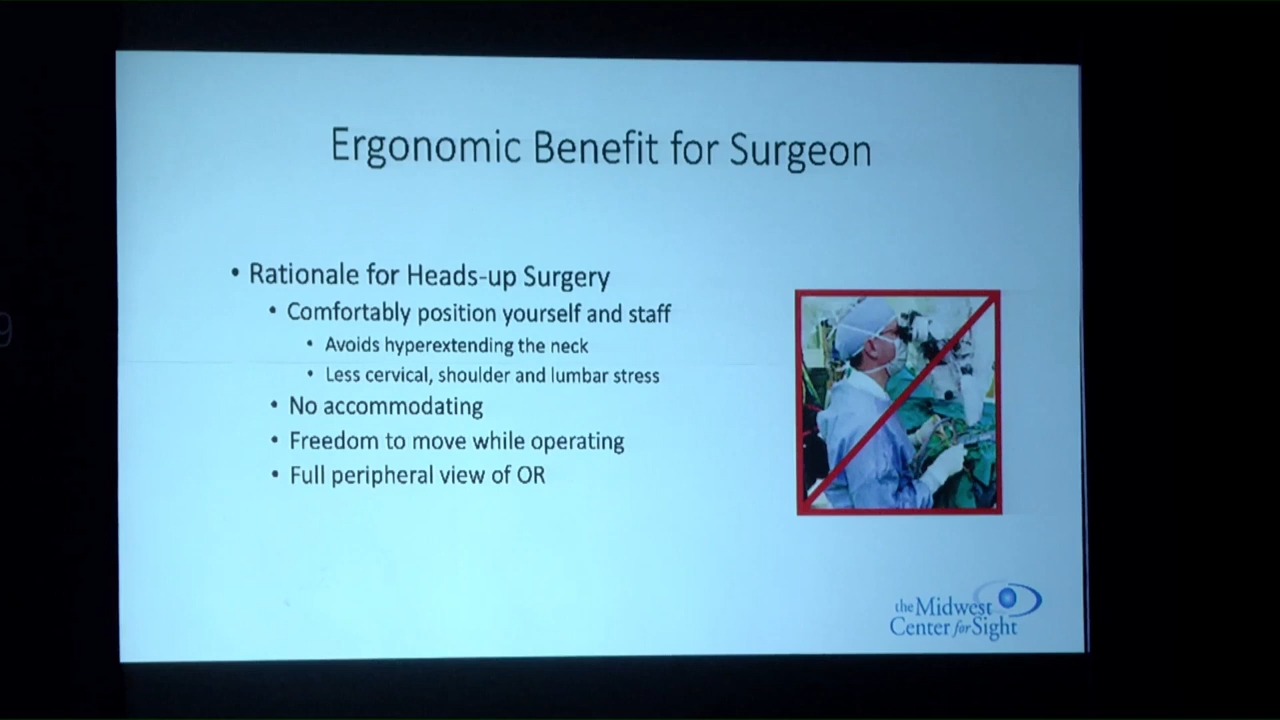 Ergonomic Benefit for Surgeon
• Rationale for Heads-up Surgery
• Comfortably position yourself and staff
• Avoids hyperextending the neck
• Less cervical, shoulder and lumbar stress
• No accommodating
• Freedom to move while operating
• Full peripheral view of OR
the Midwest
Center for Sight